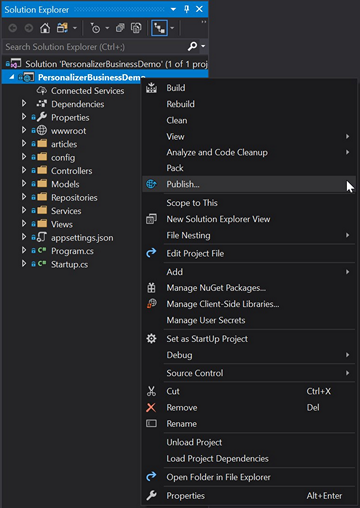 Solution Explorer
Search Solution Explorer (Ctrl+;)
Solution 'PersonalizerBusinessDemo' (1 of 1 proj
PersonalizerBusinessDemo
Connected Services
Dependencies
Properties
wwwroot
articles
config
Controllers
Models
Repositories
Services
Views
appsettings.json
Program.cs
Startup.cs
Build
Rebuild
Clean
View
Analyze and Code Cleanup
Pack
Publish...
Scope to This
New Solution Explorer View
File Nesting
Edit Project File
Add
Manage NuGet Packages...
Manage Client-Side Libraries...
Manage User Secrets
Set as StartUp Project
Debug
Source Control
Cut Ctrl+X
Remove Del
Rename
Unload Project
Load Project Dependencies
Open Folder in File Explorer
Properties Alt+Enter